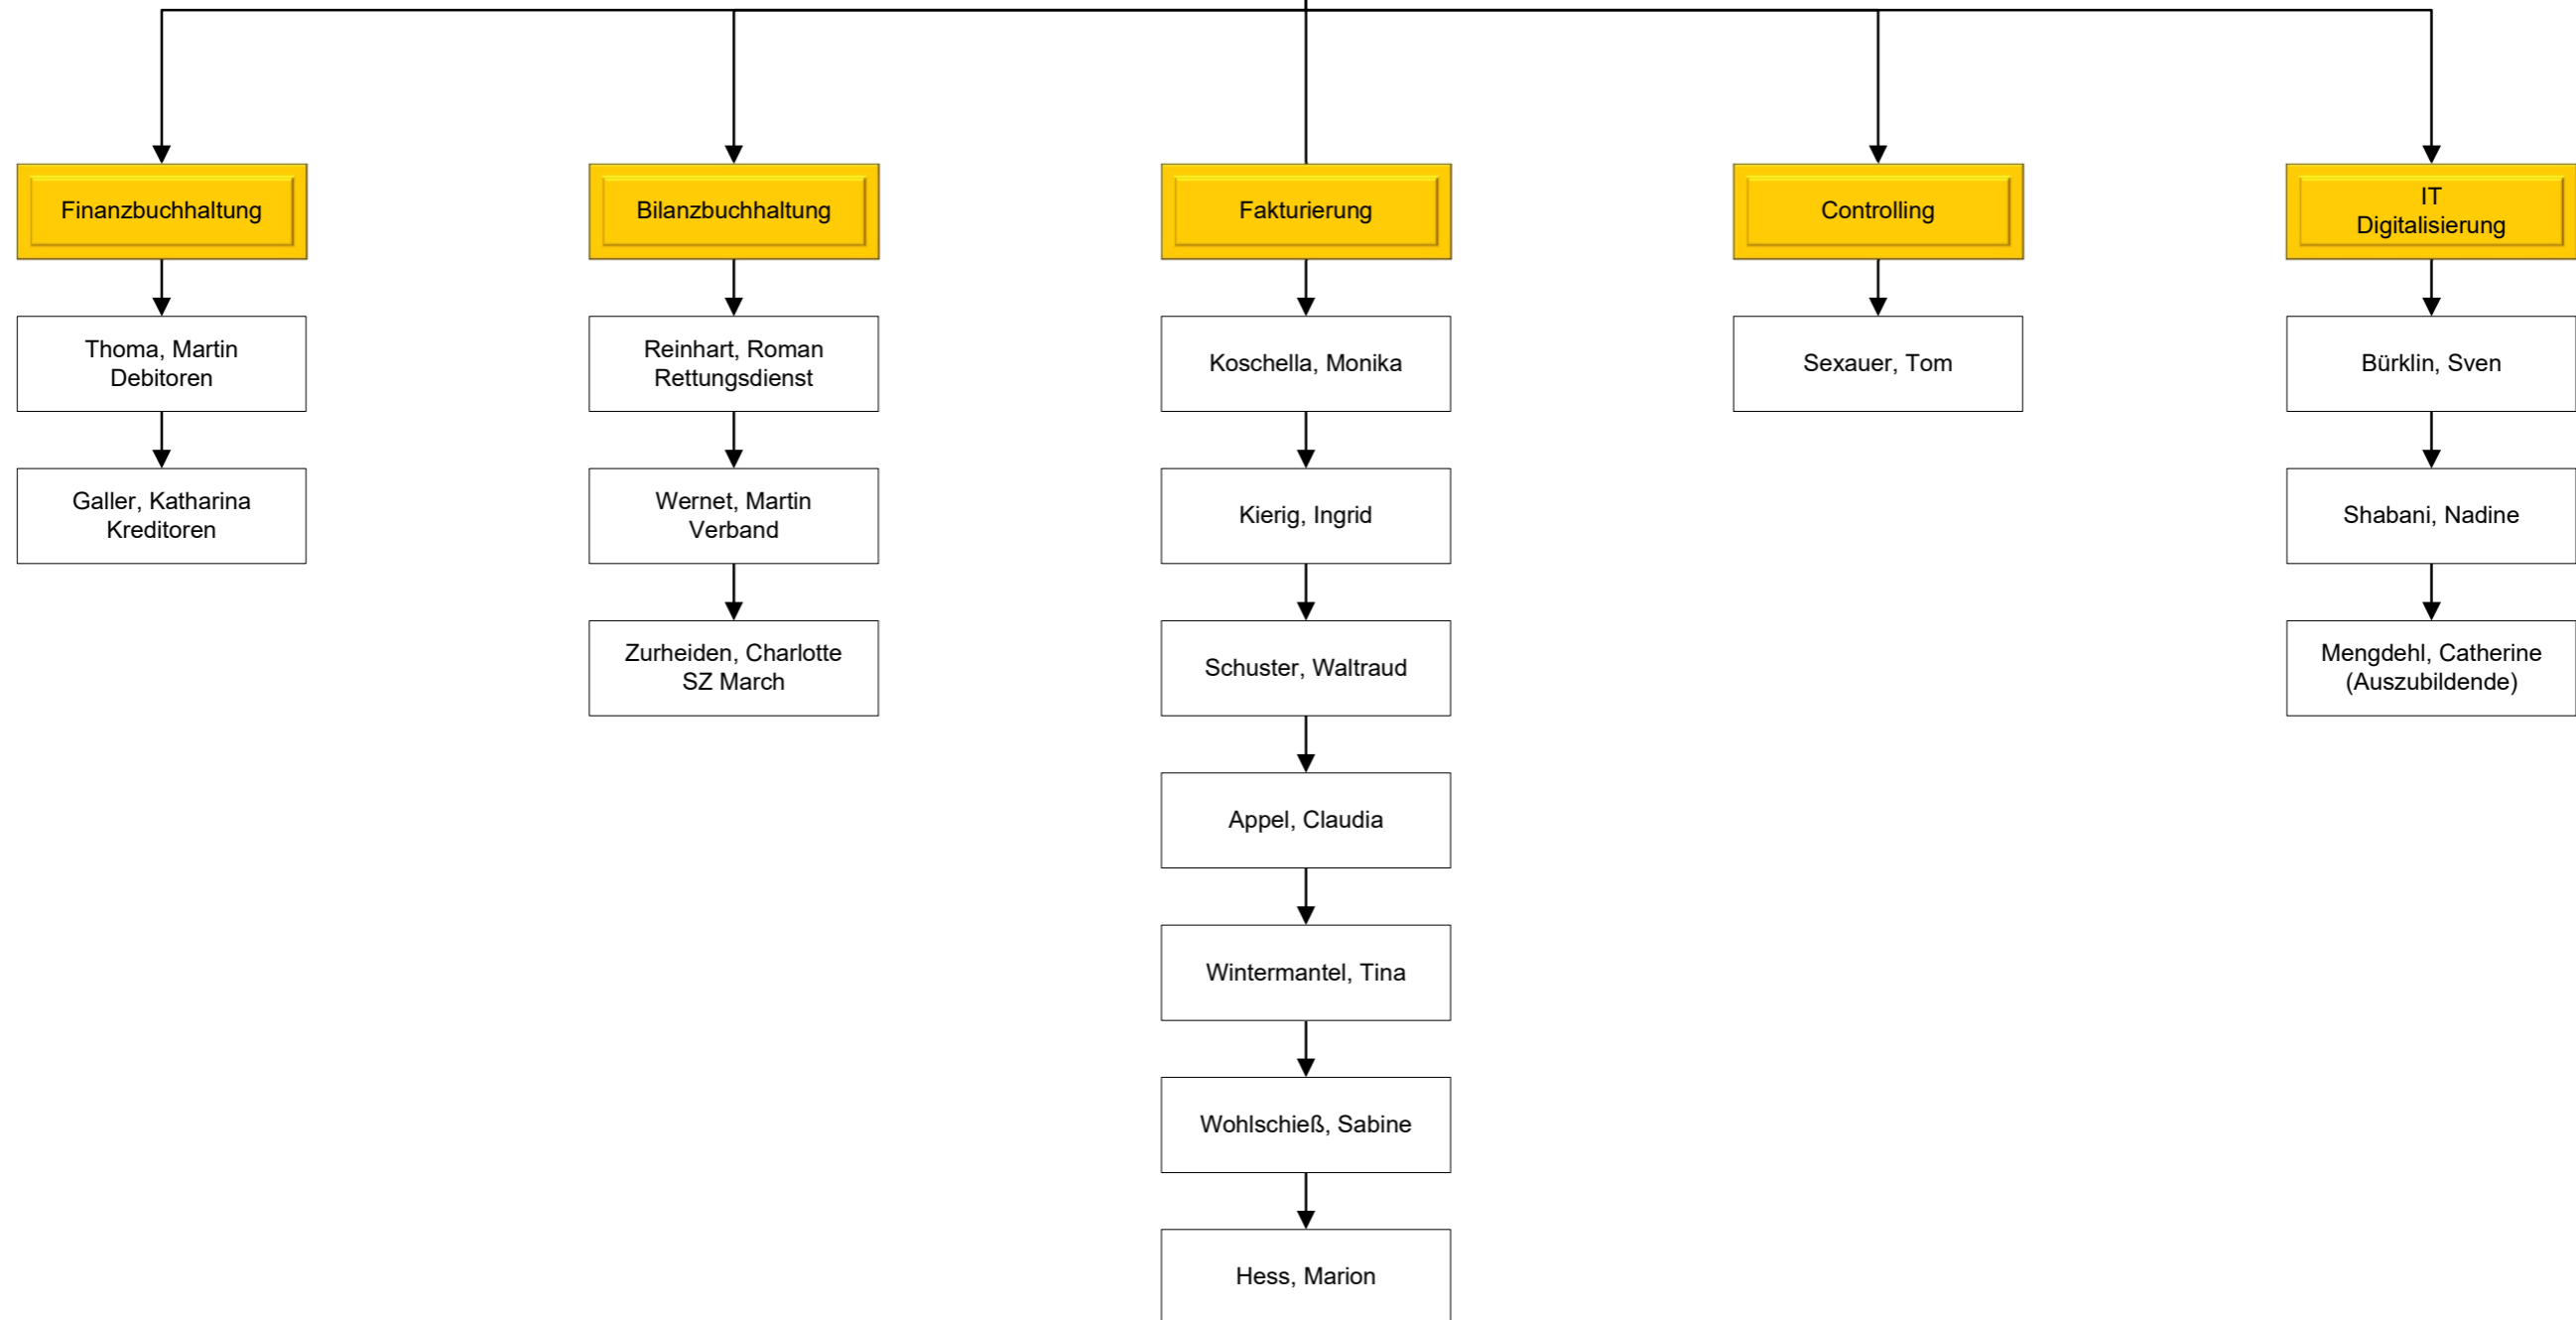 Finanzbuchhaltung
Thoma, Martin
Debitoren
Galler, Katharina
Kreditoren
Bilanzbuchhaltung
Reinhart, Roman
Rettungsdienst
Wernet, Martin
Verband
Zurheiden, Charlotte
SZ March
Fakturierung
Koschella, Monika
Kierig, Ingrid
Schuster, Waltraud
Appel, Claudia
Wintermantel, Tina
Wohlschieß, Sabine
Hess, Marion
Controlling
Sexauer, Tom
IT
Digitalisierung
Bürklin, Sven
Shabani, Nadine
Mengdehl, Catherine
(Auszubildende)